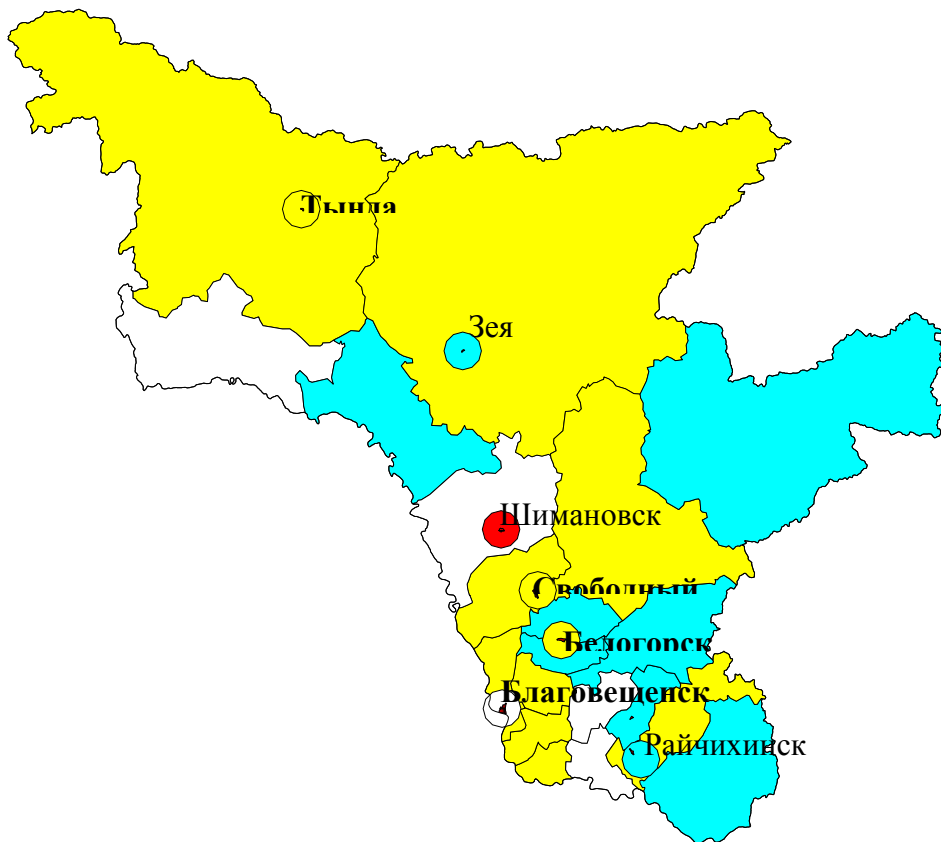 Тында
Зея
Шимановск
Свободный
Белогорск
Благовещенск
Райчихинск